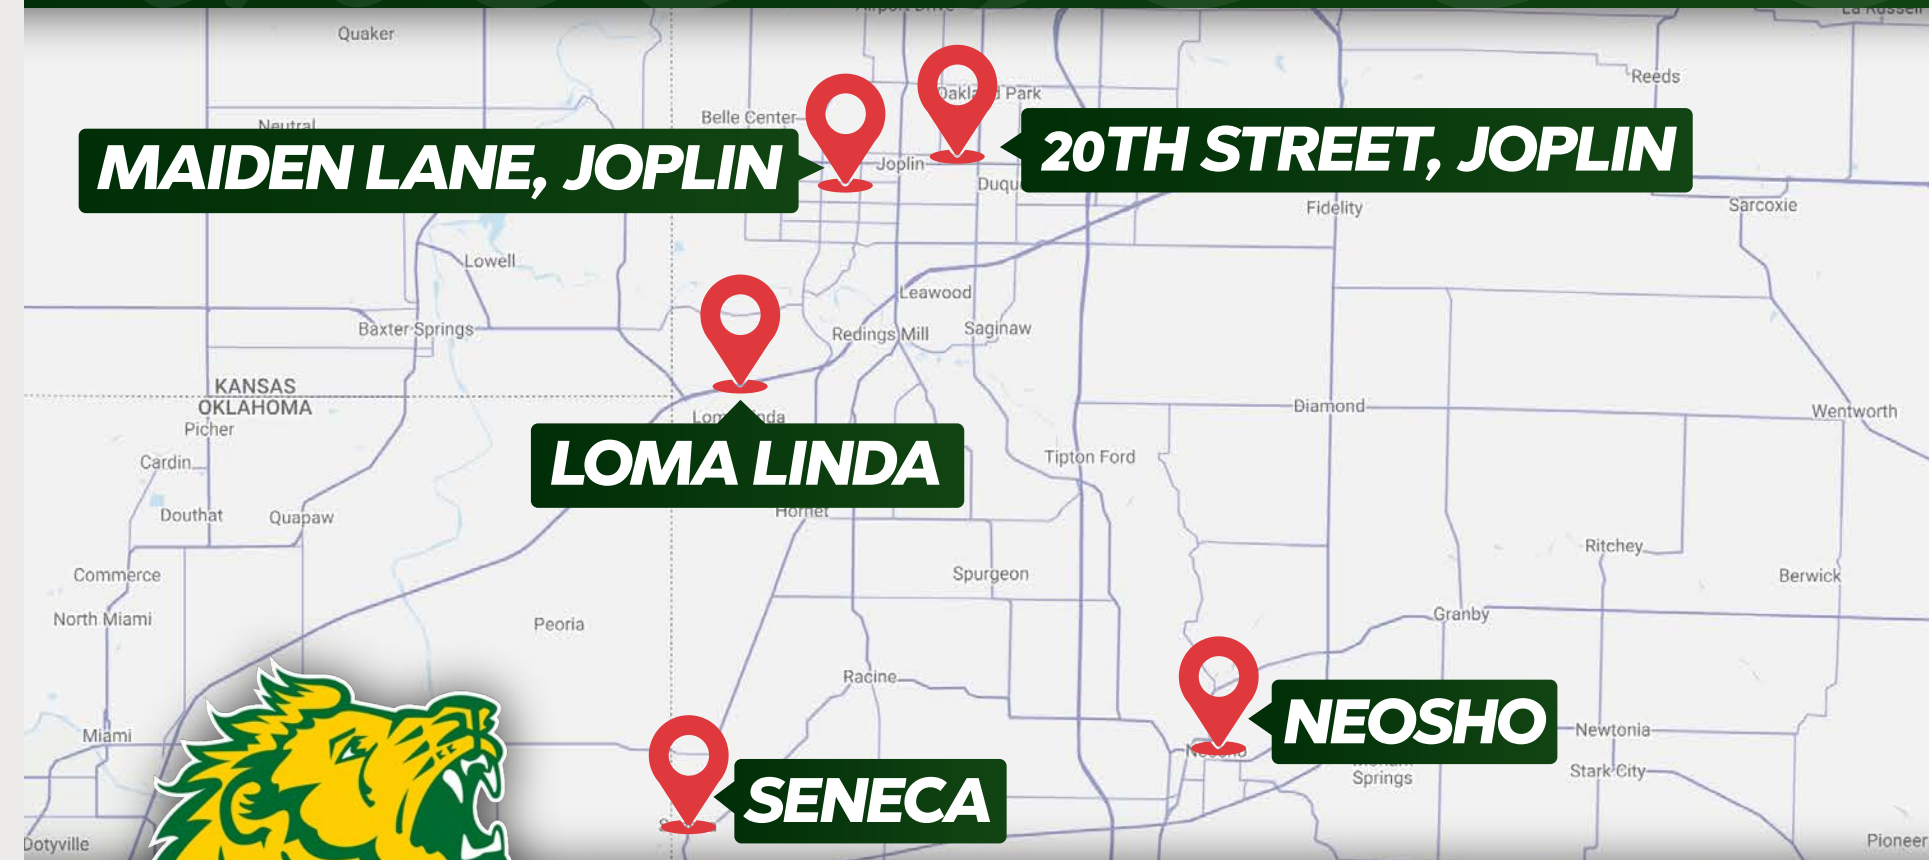 Quaker
Reeds
Oakland Park
Belle Center
Neutral
MAIDEN LANE, JOPLIN
20TH STREET, JOPLIN
Joplin
Fidelity
Sarcoxie
Lowell
Leawood
Baxter Springs
Redings Mill
Saginaw
KANSAS
OKLAHOMA
Picher
Diamond
Wentworth
LOMA LINDA
Tipton Ford
Cardin
Hornet
Douthat
Quapaw
Ritchey
Commerce
Spurgeon
Berwick
North Miami
Peoria
Granby
Racine
NEOSHO
Newtonia
Miami
Stark City
Springs
SENECA
Dotyville
Pioneer